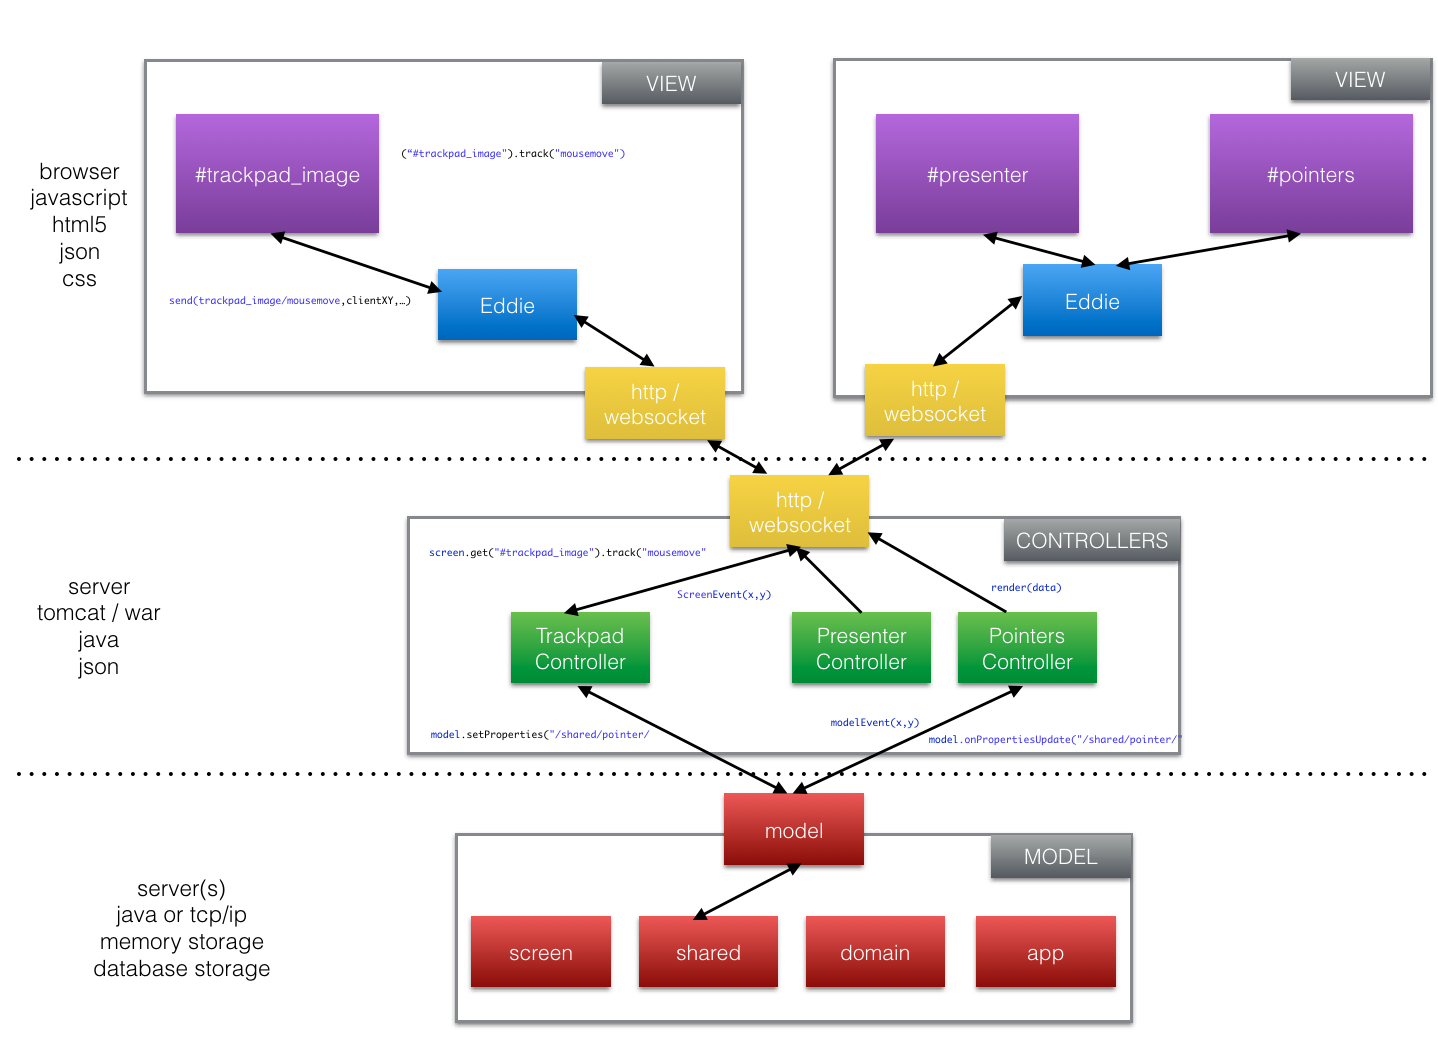 VIEW
VIEW
browser
javascript
html5
json
css
#trackpad_image
(“#trackpad_image").track("mousemove")
#presenter
#pointers
send(trackpad_image/mousemove,clientXY,…)
Eddie
Eddie
http /
websocket
http /
websocket
http /
websocket
CONTROLLERS
screen.get("#trackpad_image").track("mousemove"
ScreenEvent(x,y)
render(data)
server
tomcat / war
java
json
Trackpad
Controller
Presenter
Controller
Pointers
Controller
model.setProperties("/shared/pointer/
modelEvent(x,y)
model.onPropertiesUpdate("/shared/pointer/"
model
MODEL
server(s)
java or tcp/ip
memory storage
database storage
screen
shared
domain
app